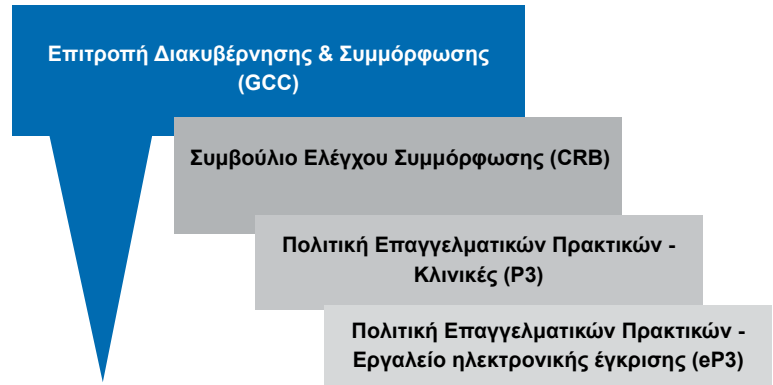 Επιτροπή Διακυβέρνησης & Συμμόρφωσης
(GCC)
Συμβούλιο Ελέγχου Συμμόρφωσης (CRB)
Πολιτική Επαγγελματικών Πρακτικών -
Κλινικές (P3)
Πολιτική Επαγγελματικών Πρακτικών -
Εργαλείο ηλεκτρονικής έγκρισης (eP3)